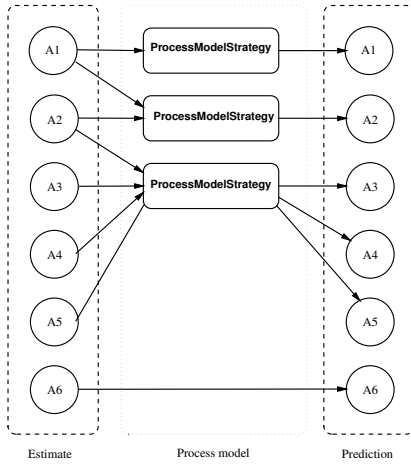 A1 ProcessModelStrategy A1
A2 ProcessModelStrategy A2
A3 ProcessModelStrategy A3
A4 A4
A5 A5
A6 A6
Estimate Process model Prediction